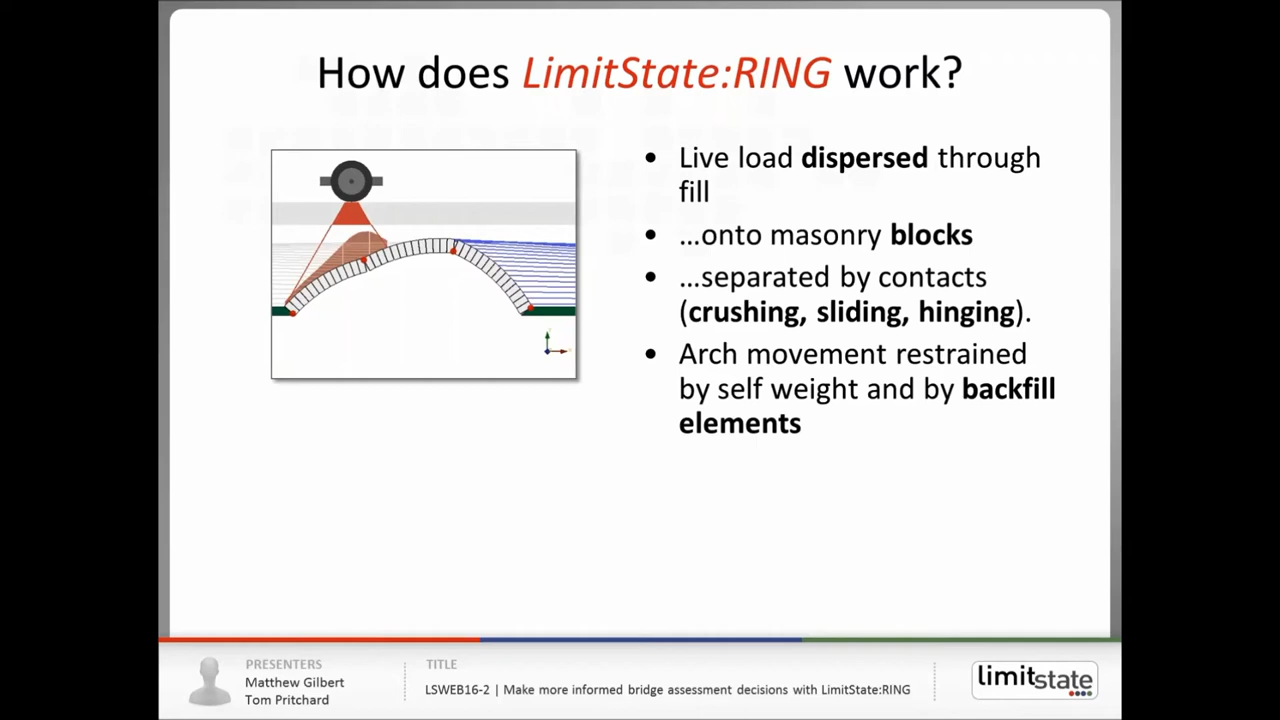 How does LimitState:RING work?
• Live load dispersed through
fill
• …onto masonry blocks
• …separated by contacts
(crushing, sliding, hinging).
• Arch movement restrained
by self weight and by backfill
elements
PRESENTERS
Matthew Gilbert
Tom Pritchard
TITLE
LSWEB16-2 | Make more informed bridge assessment decisions with LimitState:RING
limitstate